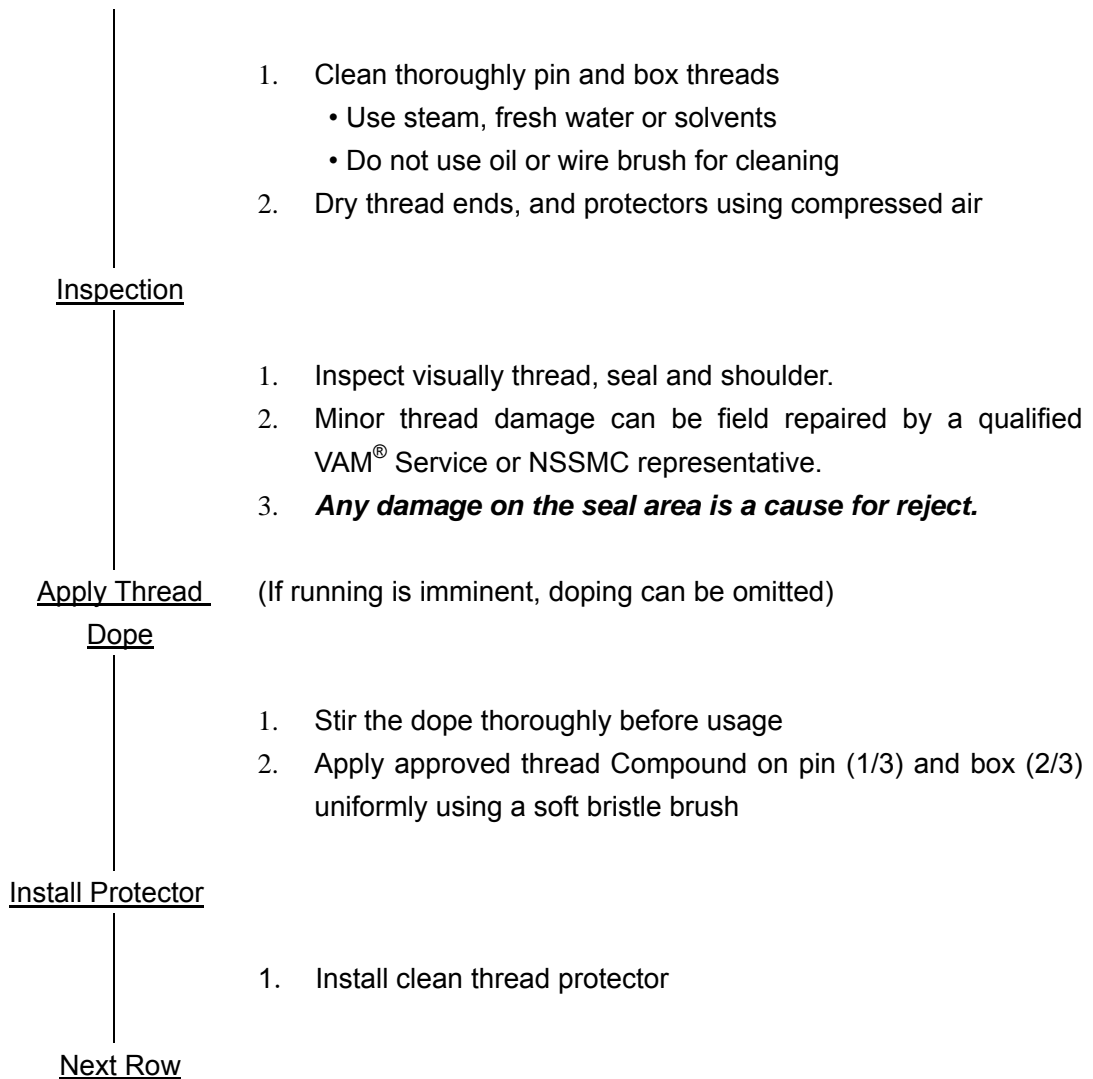 1. Clean thoroughly pin and box threads
• Use steam, fresh water or solvents
• Do not use oil or wire brush for cleaning
2. Dry thread ends, and protectors using compressed air
Inspection
1. Inspect visually thread, seal and shoulder.
2. Minor thread damage can be field repaired by a qualified
VAM® Service or NSSMC representative.
3. Any damage on the seal area is a cause for reject.
Apply Thread (If running is imminent, doping can be omitted)
Dope
1. Stir the dope thoroughly before usage
2. Apply approved thread Compound on pin (1/3) and box (2/3)
uniformly using a soft bristle brush
Install Protector
1. Install clean thread protector
Next Row